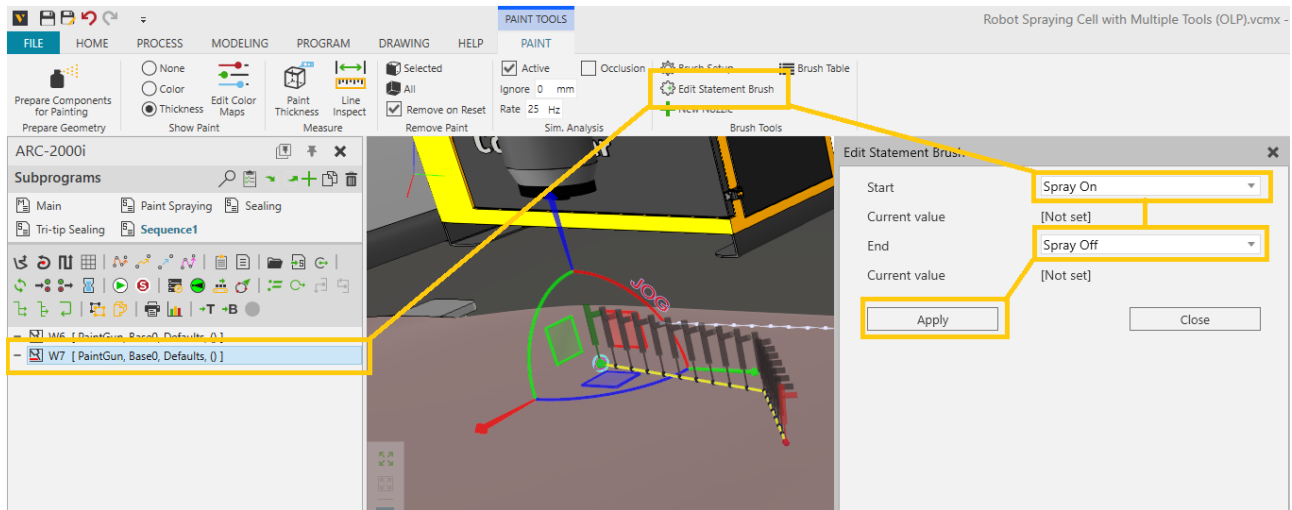 PAINT TOOLS
Robot Spraying Cell with Multiple Tools (OLP).vcmx -
FILE HOME PROCESS MODELING PROGRAM DRAWING HELP PAINT
None Selected Active Occlusion Brush Setup Brush Table
Color All Ignore 0 mm Edit Statement Brush
Prepare Components for Painting Thickness Edit Color Maps Paint Thickness Line Inspect Remove on Reset Rate 25 Hz New Nozzle
Prepare Geometry Show Paint Measure Remove Paint Sim. Analysis Brush Tools
ARC-2000i
Subprograms
Main Paint Spraying Sealing
Tri-tip Sealing Sequence1
W6 [ PaintGun, Base0, Defaults, () ]
W7 [ PaintGun, Base0, Defaults, () ]
JOG
Edit Statement Brush
Start Spray On
Current value [Not set]
End Spray Off
Current value [Not set]
Apply Close